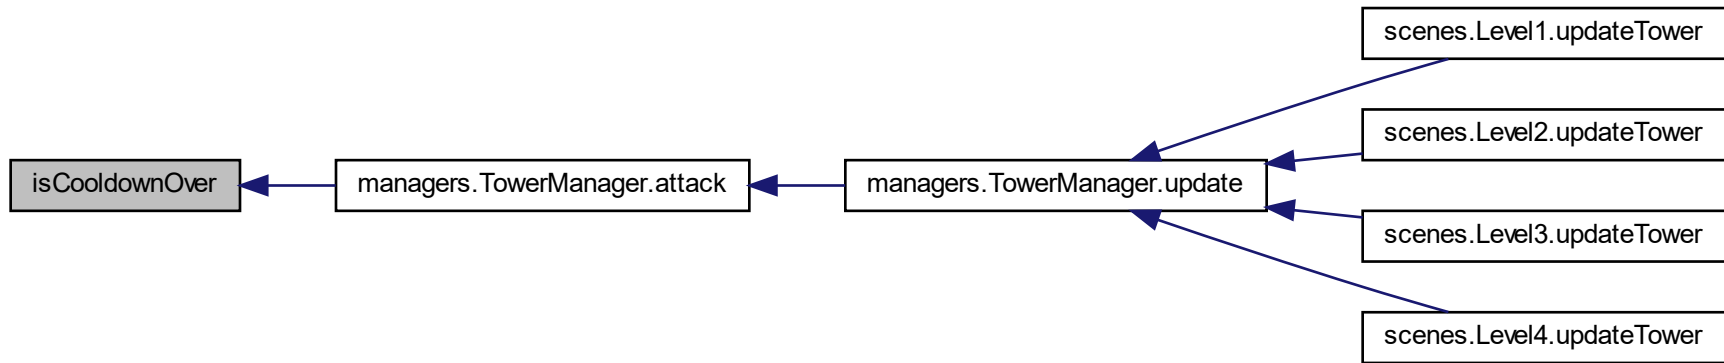 isCooldownOver
managers.TowerManager.attack
managers.TowerManager.update
scenes.Level1.updateTower
scenes.Level2.updateTower
scenes.Level3.updateTower
scenes.Level4.updateTower